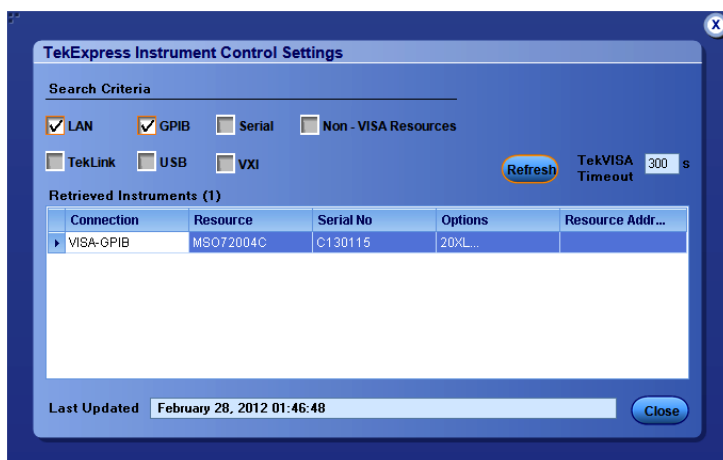 X
TekExpress Instrument Control Settings
Search Criteria
LAN GPIB Serial Non - VISA Resources
TekLink USB VXI
Refresh TekVISA Timeout 300 s
Retrieved Instruments (1)
Connection Resource Serial No Options Resource Addr...
VISA-GPIB MSO72004C C130115 20XL...
Last Updated February 28, 2012 01:46:48
Close